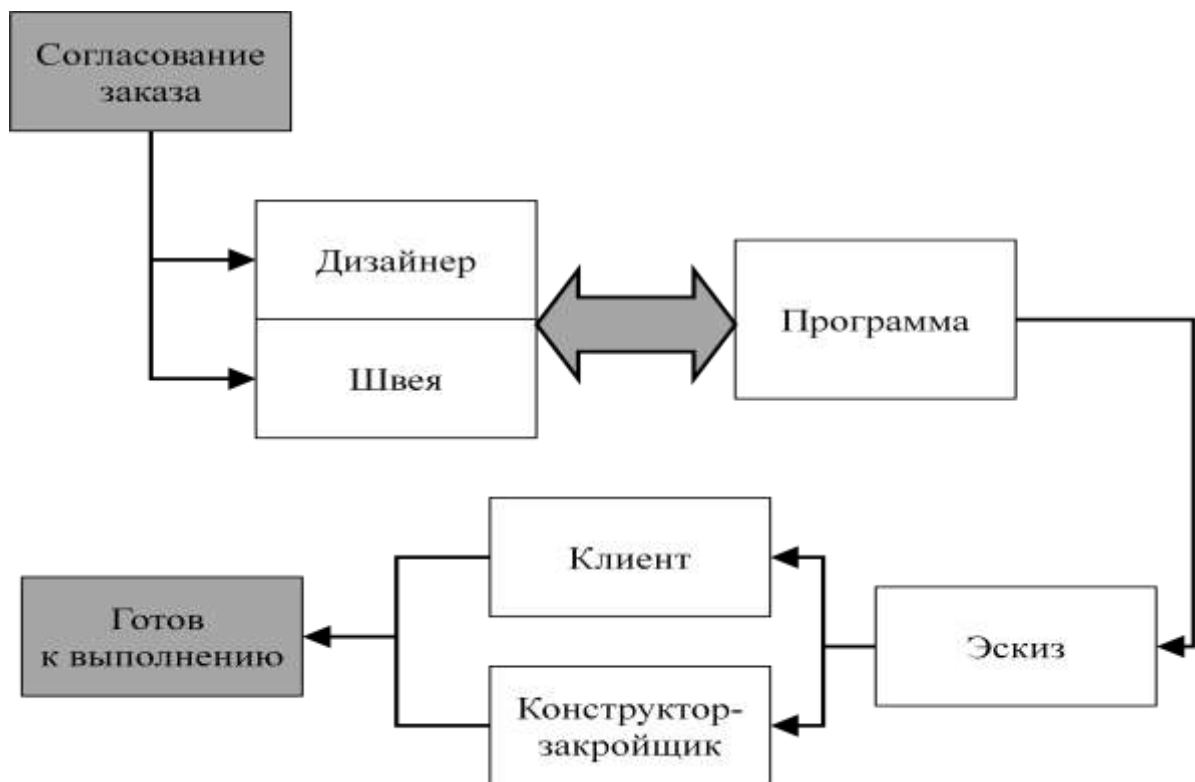 Согласование
заказа
Дизайнер
Программа
Швея
Клиент
Готов
к выполнению
Эскиз
Конструктор-
закройщик